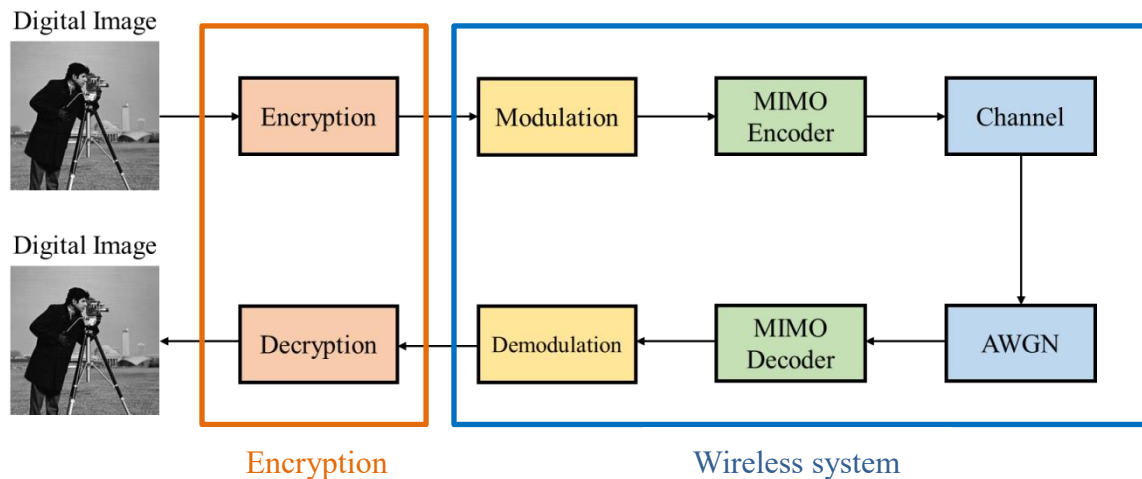 Digital Image
Encryption
Modulation
MIMO
Encoder
Channel
Digital Image
Decryption
Demodulation
MIMO
Decoder
AWGN
Encryption
Wireless system